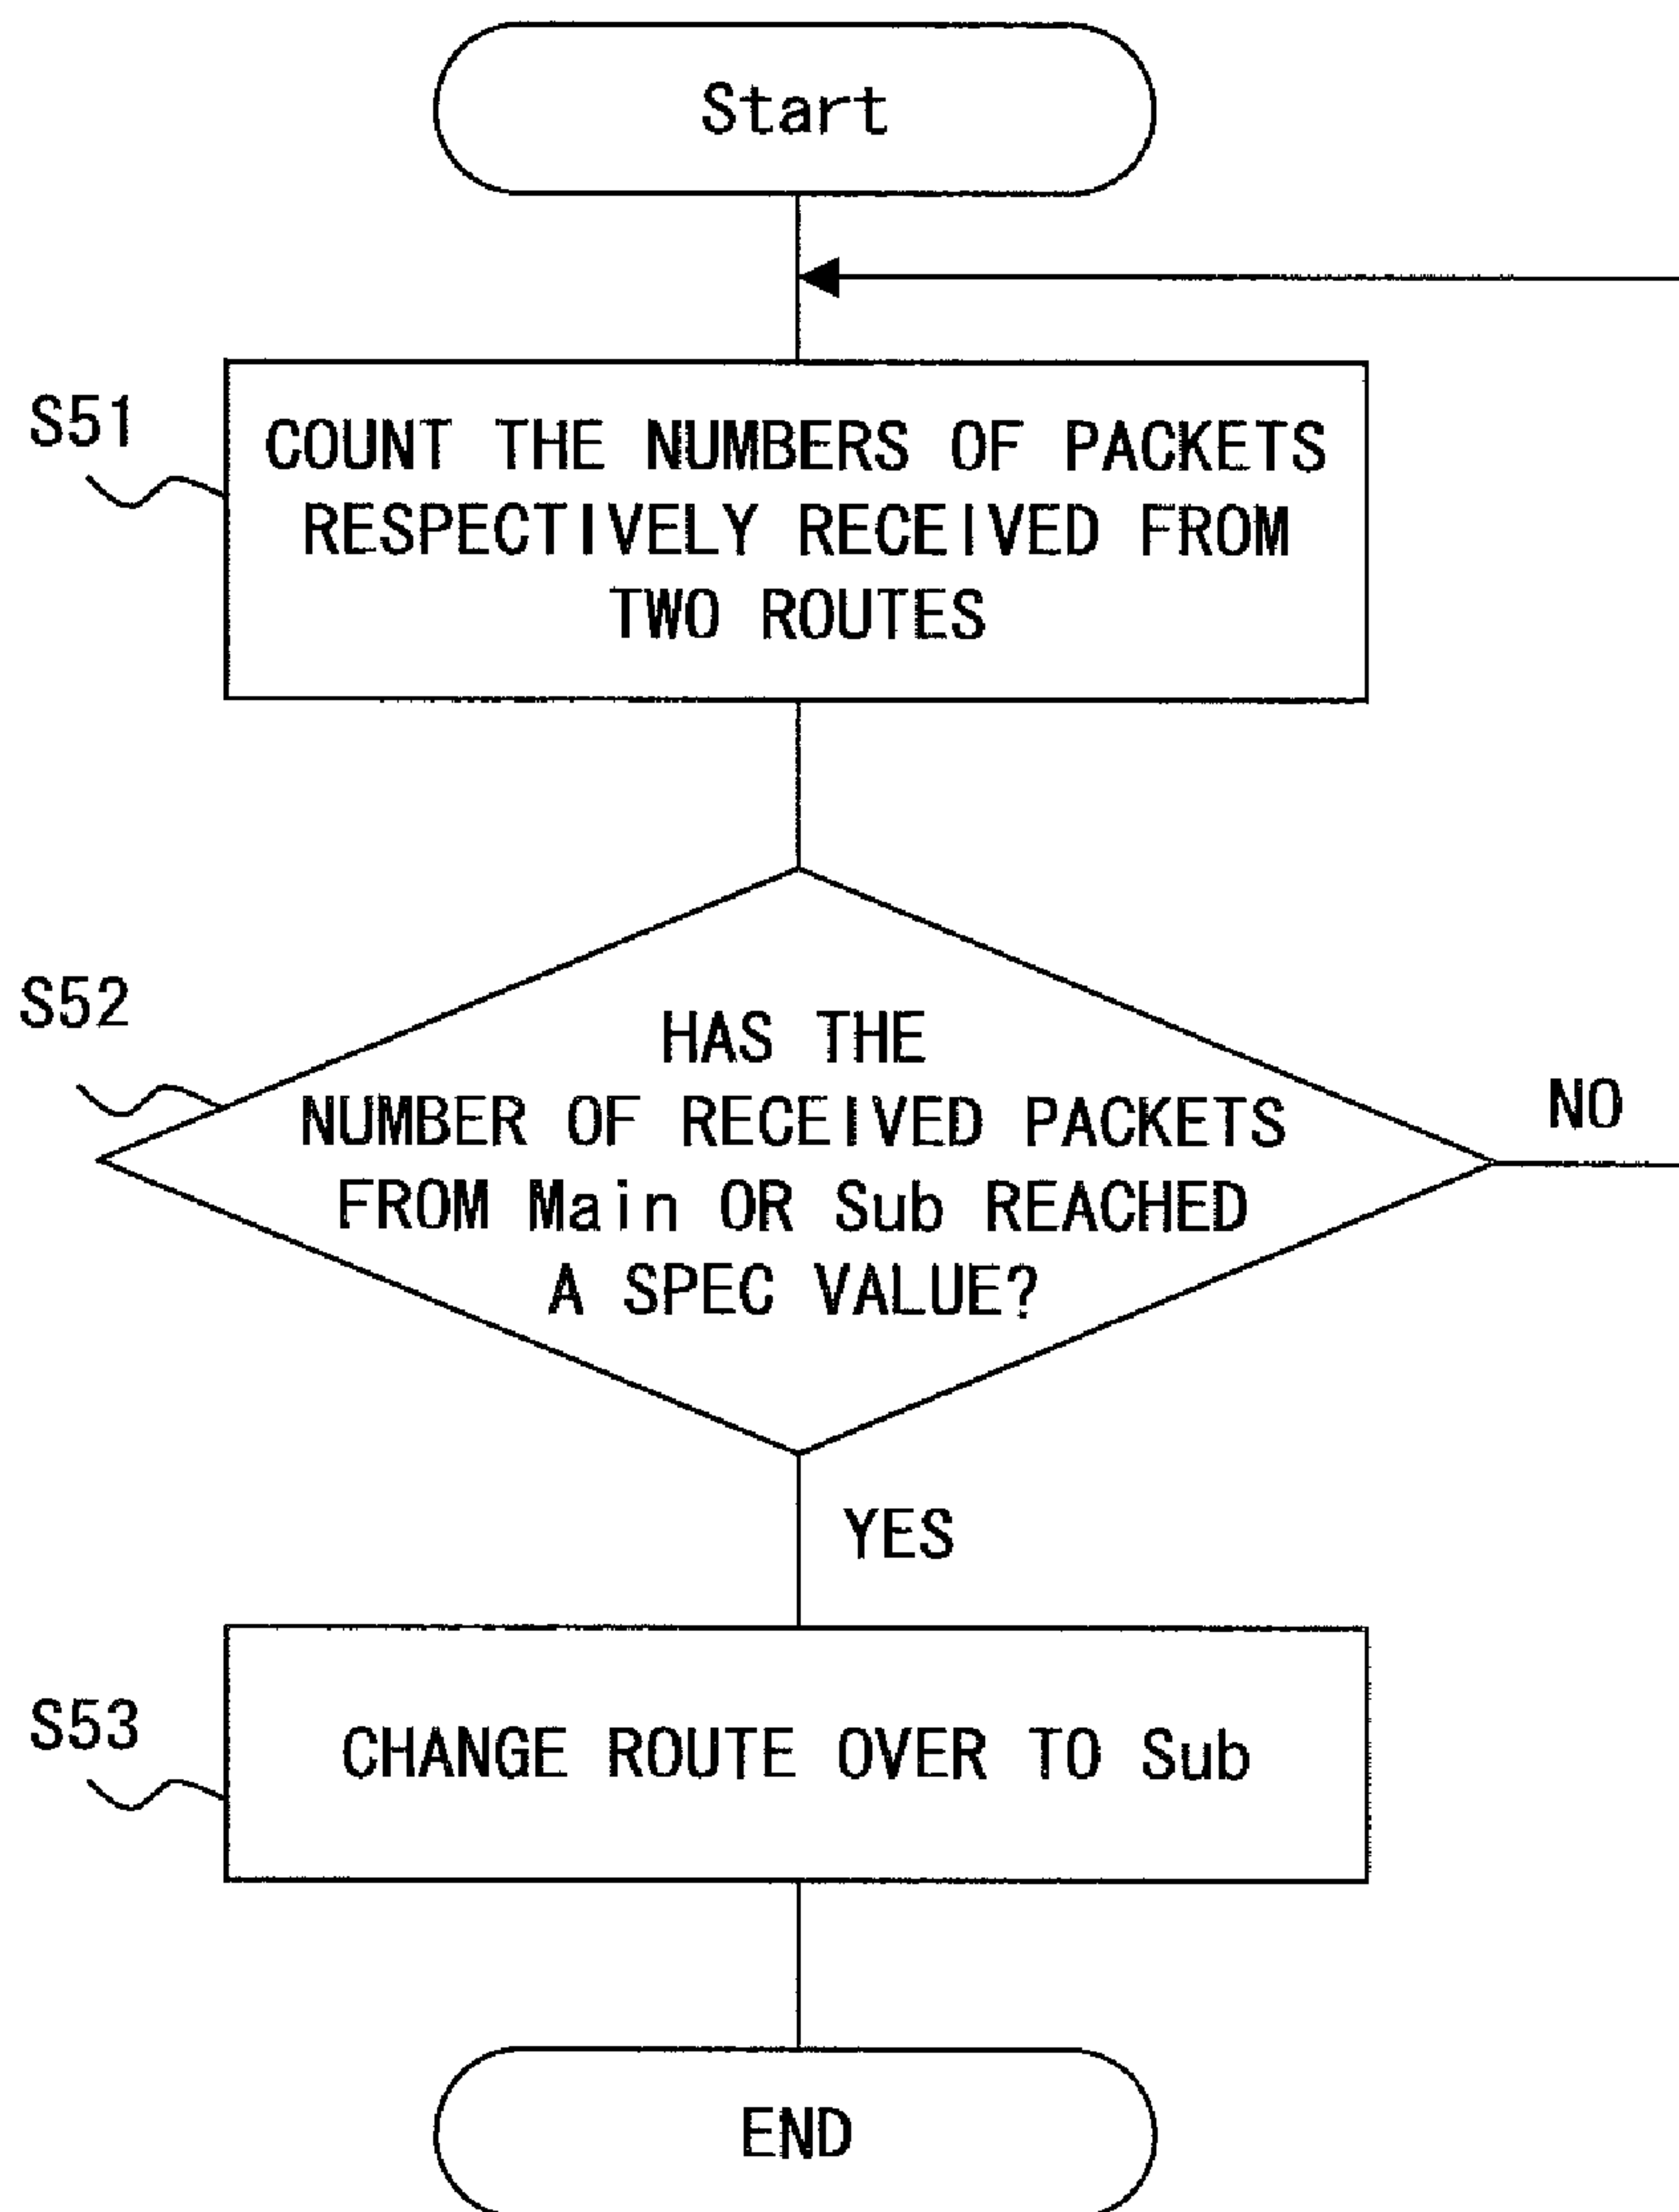 Start
S51
COUNT THE NUMBERS OF PACKETS
RESPECTIVELY RECEIVED FROM
TWO ROUTES
S52
HAS THE
NUMBER OF RECEIVED PACKETS
FROM Main OR Sub REACHED
A SPEC VALUE?
NO
YES
S53
CHANGE ROUTE OVER TO Sub
END